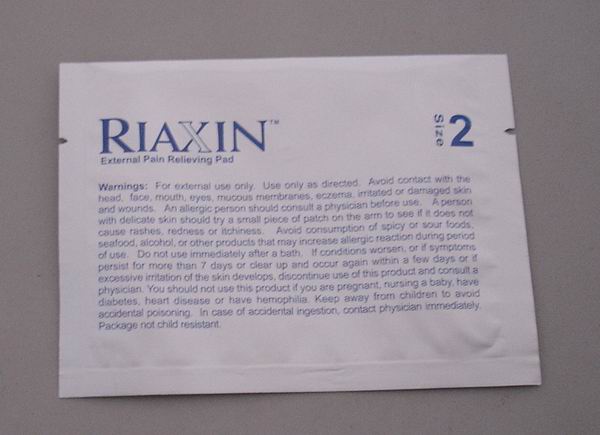 RIAXIN™
External Pain Relieving Pad
Size 2
Warnings: For external use only. Use only as directed. Avoid contact with the
head, face, mouth, eyes, mucous membranes, eczema, irritated or damaged skin
and wounds. An allergic person should consult a physician before use. A person
with delicate skin should try a small piece of patch on the arm to see if it does not
cause rashes, redness or itchiness. Avoid consumption of spicy or sour foods,
seafood, alcohol, or other products that may increase allergic reaction during period
of use. Do not use immediately after a bath. If conditions worsen, or if symptoms
persist for more than 7 days or clear up and occur again within a few days or if
excessive irritation of the skin develops, discontinue use of this product and consult a
physician. You should not use this product if you are pregnant, nursing a baby, have
diabetes, heart disease or have hemophilia. Keep away from children to avoid
accidental poisoning. In case of accidental ingestion, contact physician immediately.
Package not child resistant.